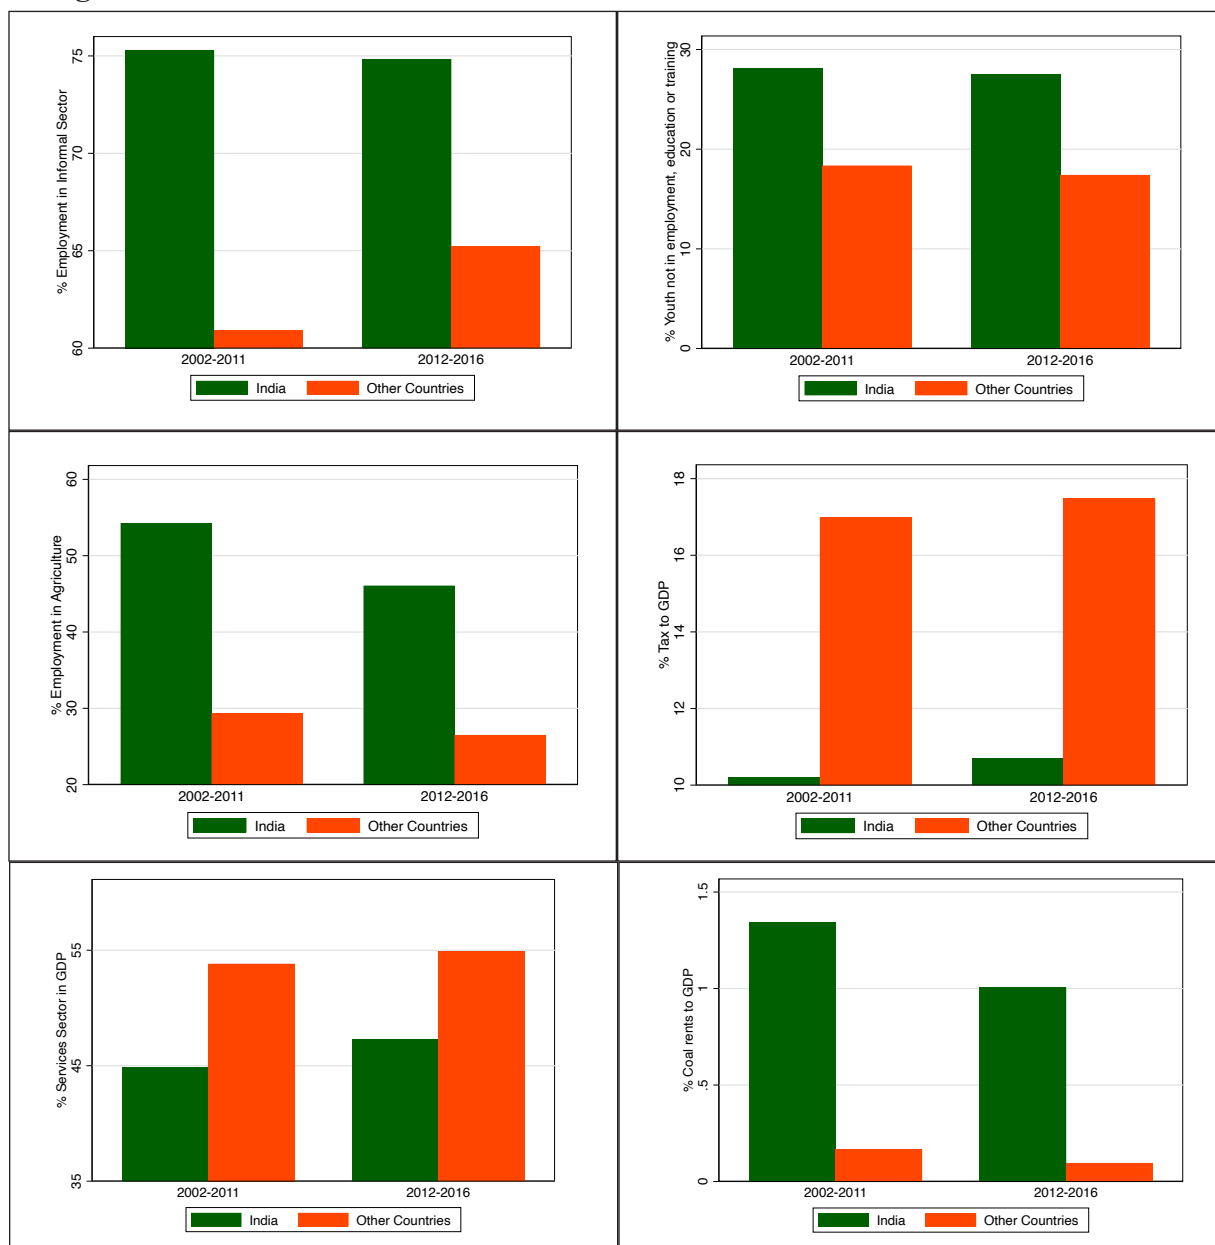 % Employment in Informal Sector
75
70
65
60
2002-2011
2012-2016
India
Other Countries
% Youth not in employment, education or training
30
20
10
0
2002-2011
2012-2016
India
Other Countries
% Employment in Agriculture
60
50
40
30
20
2002-2011
2012-2016
India
Other Countries
% Tax to GDP
18
16
14
12
10
2002-2011
2012-2016
India
Other Countries
% Services Sector in GDP
55
45
35
2002-2011
2012-2016
India
Other Countries
% Coal rents to GDP
1.5
1
.5
0
2002-2011
2012-2016
India
Other Countries